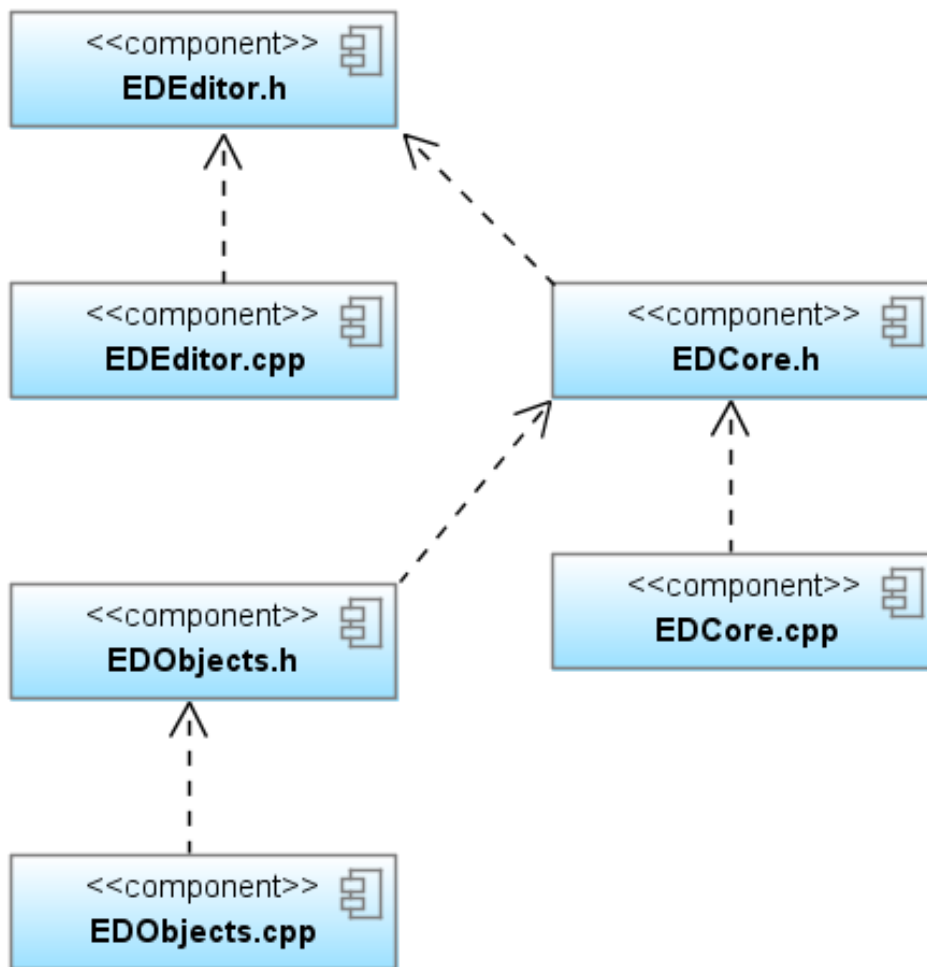 <<component>>
EDEditor.h
<<component>>
EDEditor.cpp
<<component>>
EDCore.h
<<component>>
EDObjects.h
<<component>>
EDCore.cpp
<<component>>
EDObjects.cpp